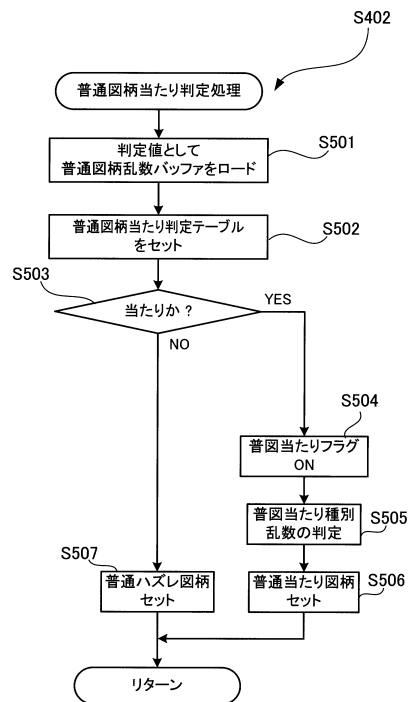 S402
普通図柄当たり判定処理
判定値として
普通図柄乱数バッファをロード
S501
普通図柄当たり判定テーブル
をセット
S502
S503
当たりか？
YES
NO
S504
普図当たりフラグ
ON
普図当たり種別
乱数の判定
S505
S507
普通ハズレ図柄
セット
普通当たり図柄
セット
S506
リターン